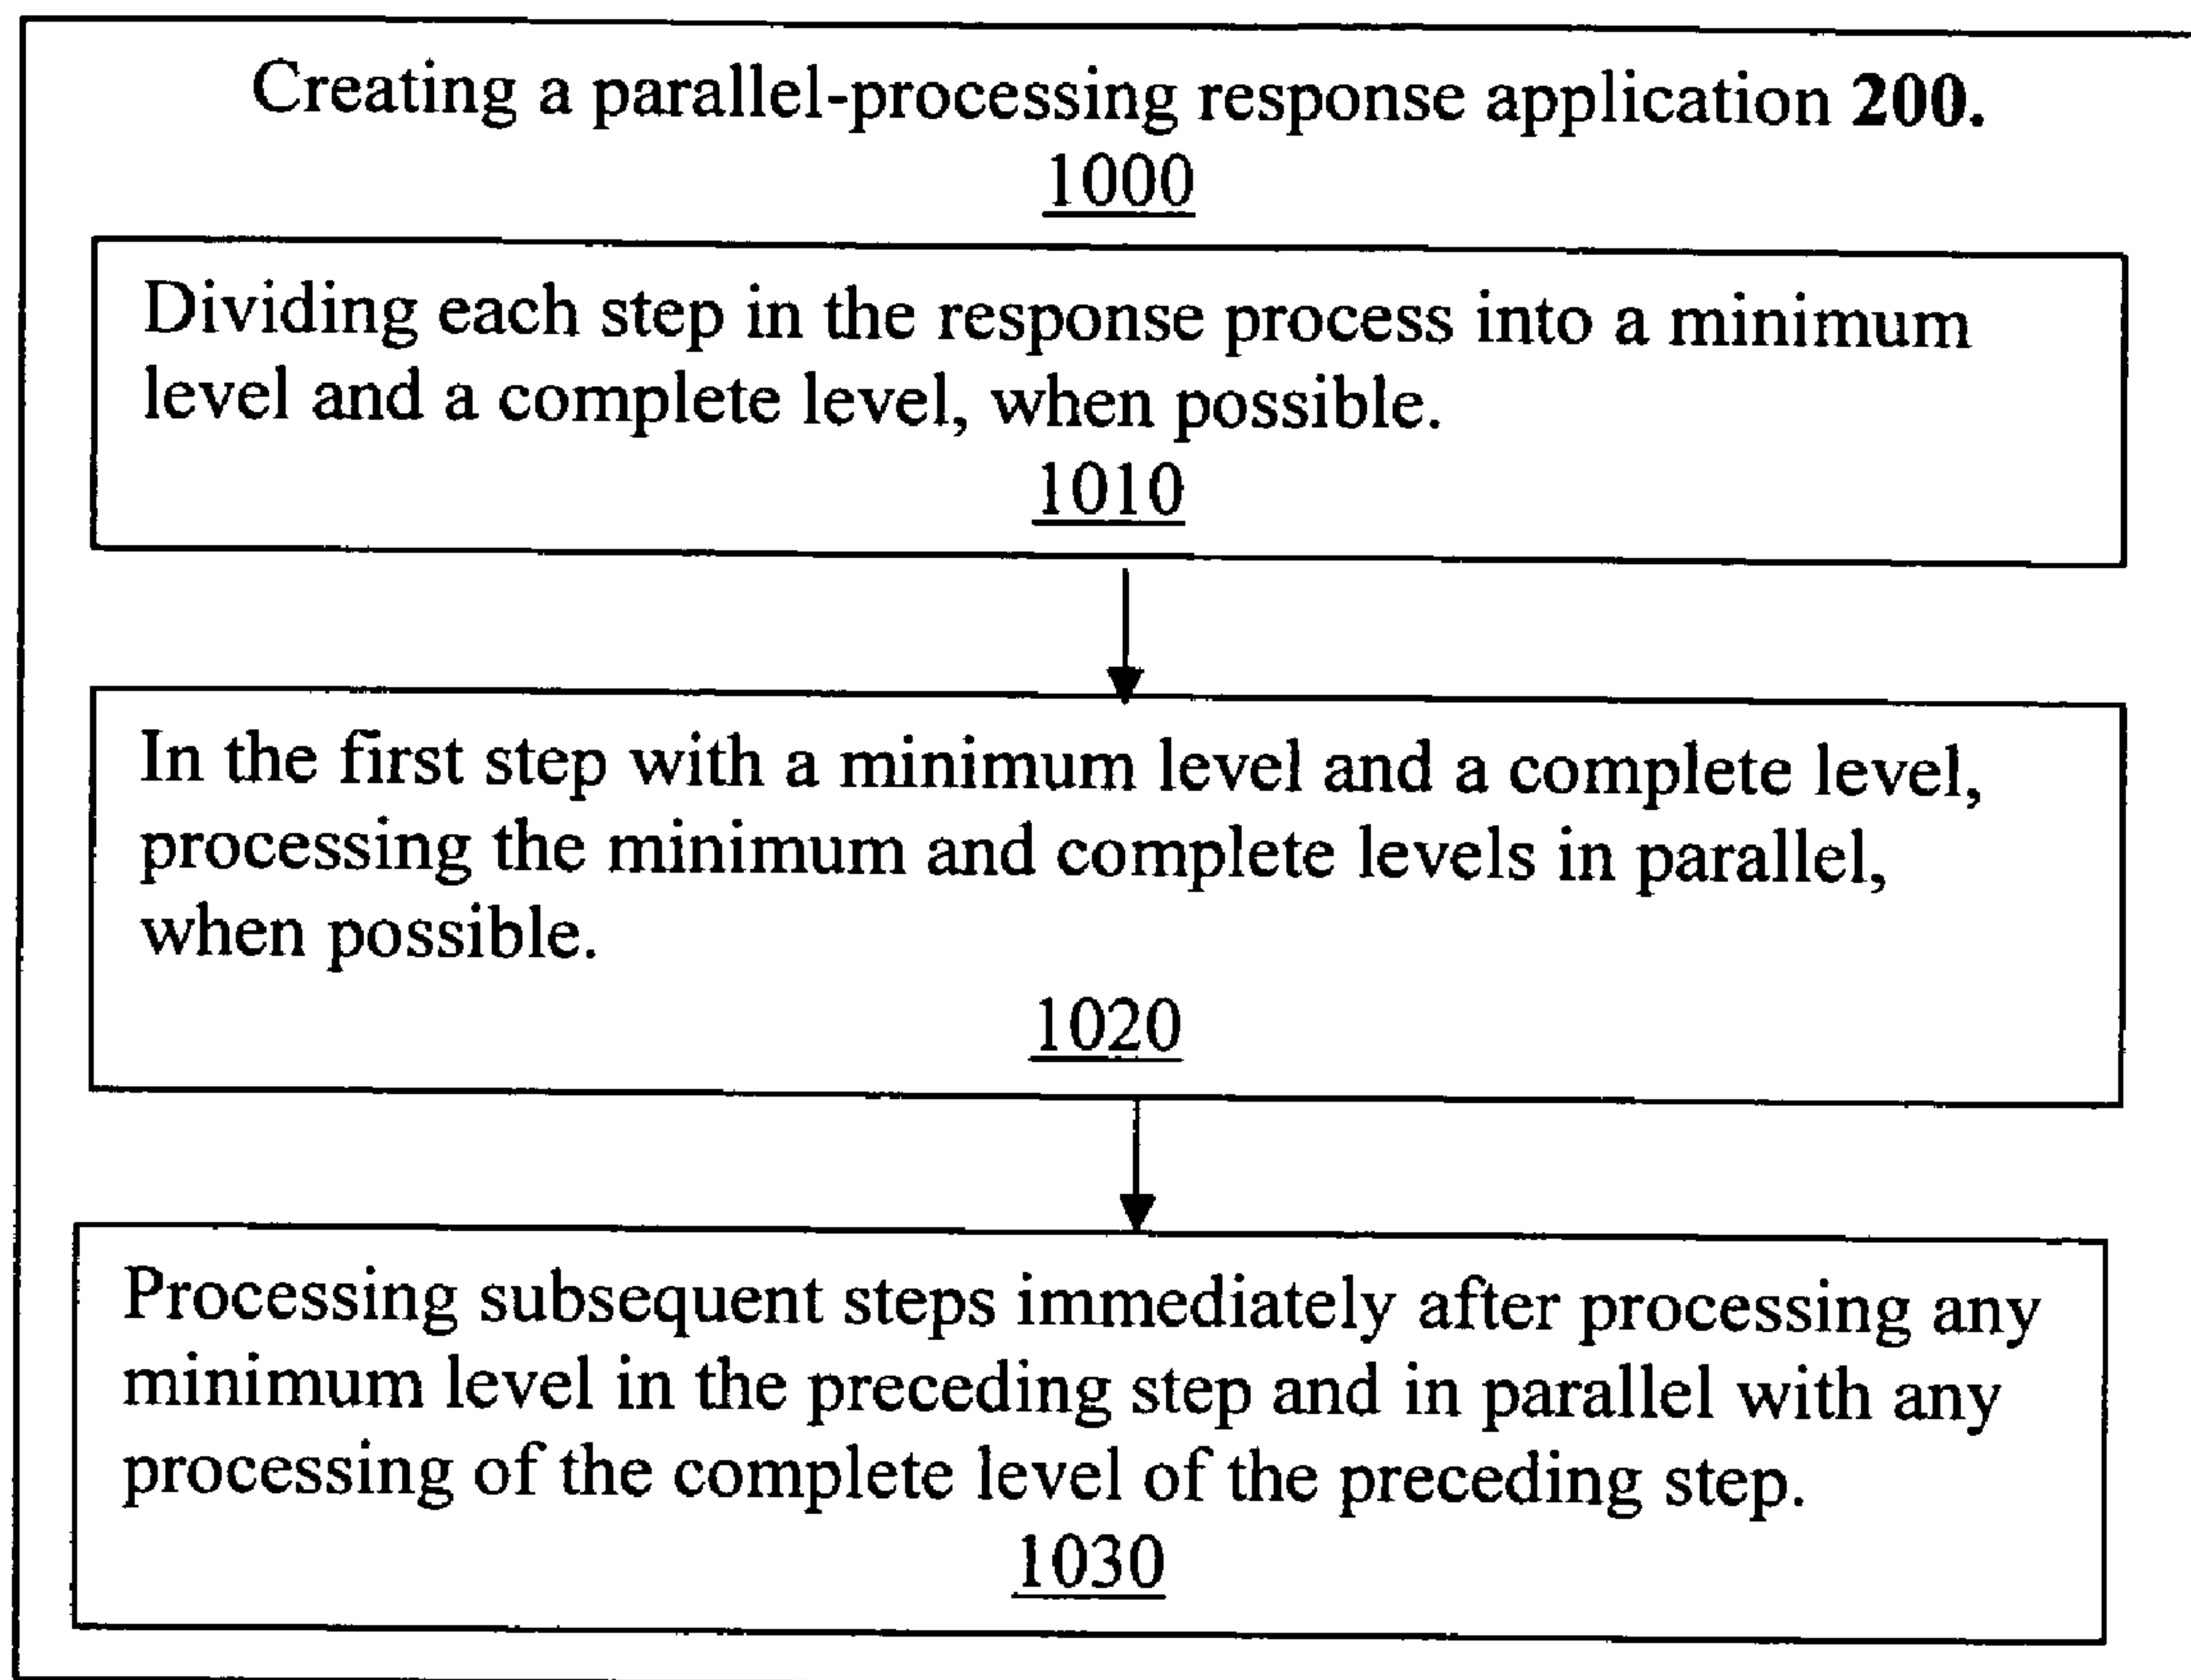 Creating a parallel-processing response application 200.
1000
Dividing each step in the response process into a minimum
level and a complete level, when possible.
1010
In the first step with a minimum level and a complete level,
processing the minimum and complete levels in parallel,
when possible.
1020
Processing subsequent steps immediately after processing any
minimum level in the preceding step and in parallel with any
processing of the complete level of the preceding step.
1030